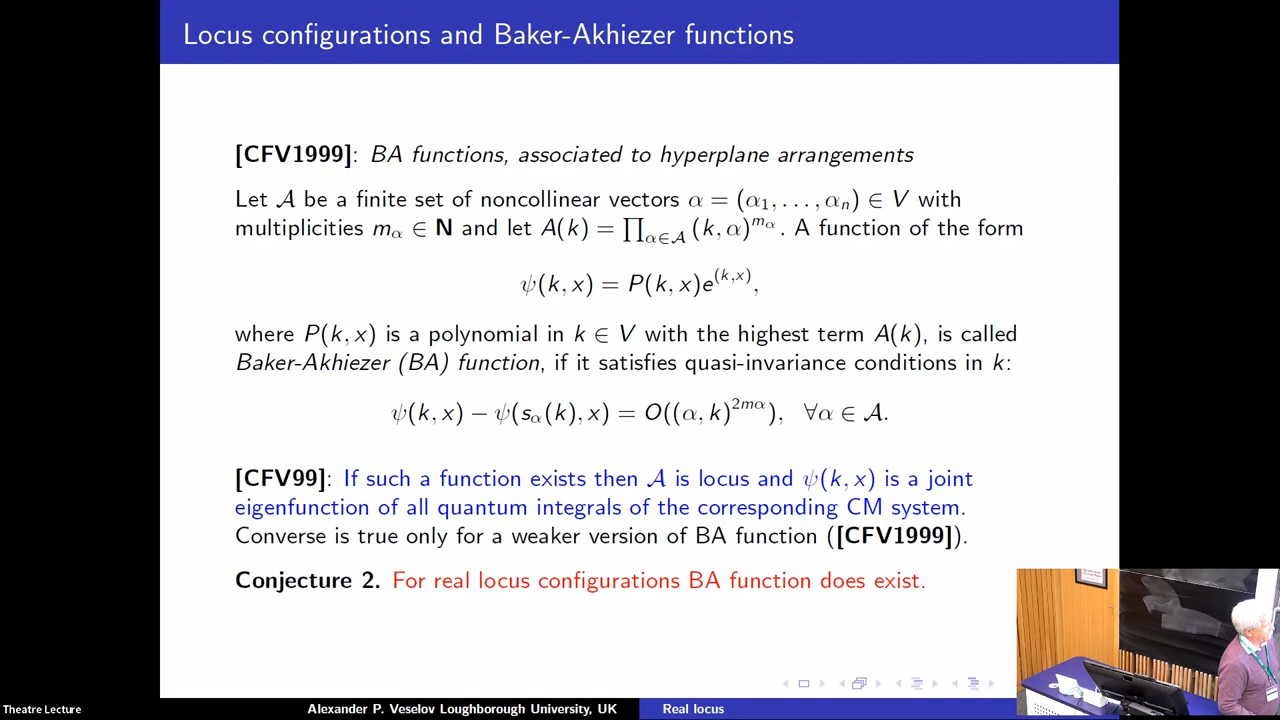 Locus configurations and Baker-Akhiezer functions
[CFV1999]: BA functions, associated to hyperplane arrangements
Let 𝒜 be a finite set of noncollinear vectors α = (α₁, . . . , αₙ) ∈ V with
multiplicities m_α ∈ N and let A(k) = ∏_{α∈𝒜} (k, α)^{m_α}. A function of the form
ψ(k, x) = P(k, x)e^{(k,x)},
where P(k, x) is a polynomial in k ∈ V with the highest term A(k), is called
Baker-Akhiezer (BA) function, if it satisfies quasi-invariance conditions in k:
ψ(k, x) − ψ(s_α(k), x) = O((α, k)^{2mα}), ∀α ∈ 𝒜.
[CFV99]: If such a function exists then 𝒜 is locus and ψ(k, x) is a joint
eigenfunction of all quantum integrals of the corresponding CM system.
Converse is true only for a weaker version of BA function ([CFV1999]).
Conjecture 2. For real locus configurations BA function does exist.
Theatre Lecture
Alexander P. Veselov Loughborough University, UK
Real locus